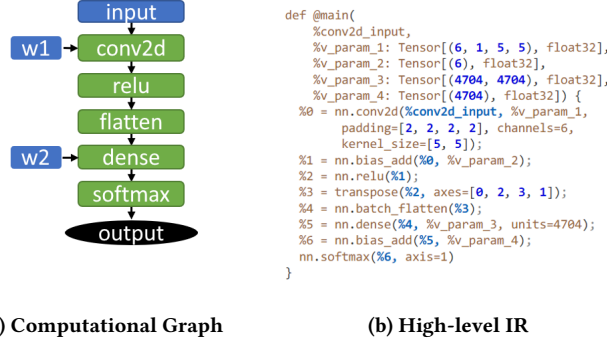 input
w1
conv2d
relu
flatten
w2
dense
softmax
output
def @main(
%conv2d_input,
%v_param_1: Tensor[(6, 1, 5, 5), float32],
%v_param_2: Tensor[(6), float32],
%v_param_3: Tensor[(4704, 4704), float32],
%v_param_4: Tensor[(4704), float32]) {
%0 = nn.conv2d(%conv2d_input, %v_param_1,
padding=[2, 2, 2, 2], channels=6,
kernel_size=[5, 5]);
%1 = nn.bias_add(%0, %v_param_2);
%2 = nn.relu(%1);
%3 = transpose(%2, axes=[0, 2, 3, 1]);
%4 = nn.batch_flatten(%3);
%5 = nn.dense(%4, %v_param_3, units=4704);
%6 = nn.bias_add(%5, %v_param_4);
nn.softmax(%6, axis=1)
}
) Computational Graph
(b) High-level IR